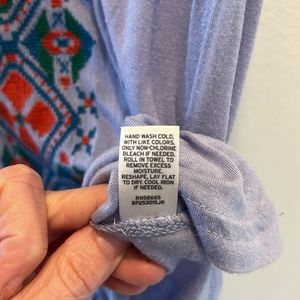 HAND WASH COLD,
WITH LIKE COLORS.
ONLY NON-CHLORINE
BLEACH IF NEEDED.
ROLL IN TOWEL TO
REMOVE EXCESS
MOISTURE.
RESHAPE, LAY FLAT
TO DRY. COOL IRON
IF NEEDED.
RN56665
BP2S3015JR